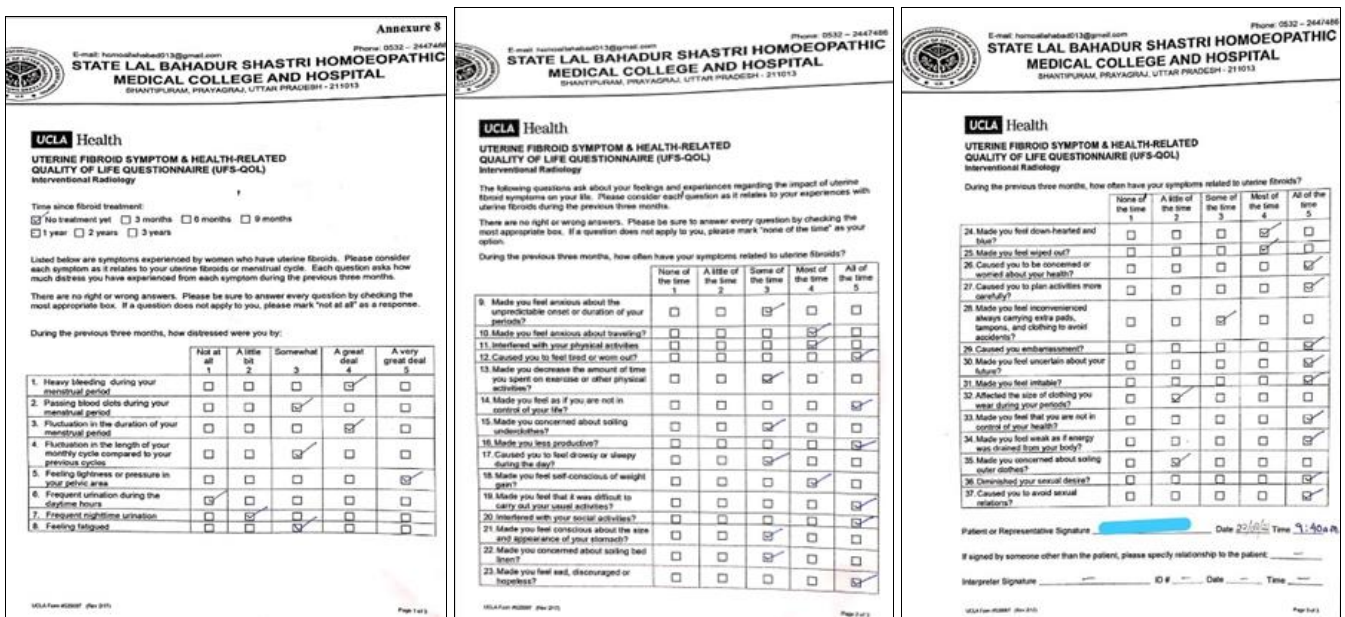 Annexure 8
E-mail: homoallahabad013@gmail.com
Phone: 0532 – 2447486
STATE LAL BAHADUR SHASTRI HOMOEOPATHIC
MEDICAL COLLEGE AND HOSPITAL
SHANTIPURAM, PRAYAGRAJ, UTTAR PRADESH - 211013
UCLA Health
UTERINE FIBROID SYMPTOM & HEALTH-RELATED
QUALITY OF LIFE QUESTIONNAIRE (UFS-QOL)
Interventional Radiology
Time since fibroid treatment:
No treatment yet 3 months 6 months 9 months
1 year 2 years 3 years
Listed below are symptoms experienced by women who have uterine fibroids. Please consider
each symptom as it relates to your uterine fibroids or menstrual cycle. Each question asks how
much distress you have experienced from each symptom during the previous three months.
There are no right or wrong answers. Please be sure to answer every question by checking the
most appropriate box. If a question does not apply to you, please mark "not at all" as a response.
During the previous three months, how distressed were you by:
Not at all 1 A little bit 2 Somewhat 3 A great deal 4 A very great deal 5
1. Heavy bleeding during your
menstrual period
2. Passing blood clots during your
menstrual period
3. Fluctuation in the duration of your
menstrual period
4. Fluctuation in the length of your
monthly cycle compared to your
previous cycles
5. Feeling tightness or pressure in
your pelvic area
6. Frequent urination during the
daytime hours
7. Frequent nighttime urination
8. Feeling fatigued
Page 1 of 3
E-mail: homoallahabad013@gmail.com
Phone: 0532 – 2447486
STATE LAL BAHADUR SHASTRI HOMOEOPATHIC
MEDICAL COLLEGE AND HOSPITAL
SHANTIPURAM, PRAYAGRAJ, UTTAR PRADESH - 211013
UCLA Health
UTERINE FIBROID SYMPTOM & HEALTH-RELATED
QUALITY OF LIFE QUESTIONNAIRE (UFS-QOL)
Interventional Radiology
The following questions ask about your feelings and experiences regarding the impact of uterine
fibroid symptoms on your life. Please consider each question as it relates to your experiences with
uterine fibroids during the previous three months.
There are no right or wrong answers. Please be sure to answer every question by checking the
most appropriate box. If a question does not apply to you, please mark "none of the time" as your
option.
During the previous three months, how often have your symptoms related to uterine fibroids?
None of the time 1 A little of the time 2 Some of the time 3 Most of the time 4 All of the time 5
9. Made you feel anxious about the
unpredictable onset or duration of your
periods?
10. Made you feel anxious about traveling?
11. Interfered with your physical activities
12. Caused you to feel tired or worn out?
13. Made you decrease the amount of time
you spent on exercise or other physical
activities?
14. Made you feel as if you are not in
control of your life?
15. Made you concerned about soiling
underclothes?
16. Made you less productive?
17. Caused you to feel drowsy or sleepy
during the day?
18. Made you feel self-conscious of weight
gain?
19. Made you feel that it was difficult to
carry out your usual activities?
20. Interfered with your social activities?
21. Made you feel conscious about the size
and appearance of your stomach?
22. Made you concerned about soiling bed
linen?
23. Made you feel sad, discouraged or
hopeless?
Page 2 of 3
Phone: 0532 – 2447486
E-mail: homoallahabad013@gmail.com
STATE LAL BAHADUR SHASTRI HOMOEOPATHIC
MEDICAL COLLEGE AND HOSPITAL
SHANTIPURAM, PRAYAGRAJ, UTTAR PRADESH - 211013
UCLA Health
UTERINE FIBROID SYMPTOM & HEALTH-RELATED
QUALITY OF LIFE QUESTIONNAIRE (UFS-QOL)
Interventional Radiology
During the previous three months, how often have your symptoms related to uterine fibroids?
None of the time 1 A little of the time 2 Some of the time 3 Most of the time 4 All of the time 5
24. Made you feel down-hearted and
blue?
25. Made you feel wiped out?
26. Caused you to be concerned or
worried about your health?
27. Caused you to plan activities more
carefully?
28. Made you feel inconvenienced
always carrying extra pads,
tampons, and clothing to avoid
accidents?
29. Caused you embarrassment?
30. Made you feel uncertain about your
future?
31. Made you feel irritable?
32. Affected the size of clothing you
wear during your periods?
33. Made you feel that you are not in
control of your health?
34. Made you feel weak as if energy
was drained from your body?
35. Made you concerned about soiling
outer clothes?
36. Diminished your sexual desire?
37. Caused you to avoid sexual
relations?
Patient or Representative Signature Date Time 9:40am
If signed by someone other than the patient, please specify relationship to the patient: —
Interpreter Signature — ID # — Date — Time —
Page 3 of 3